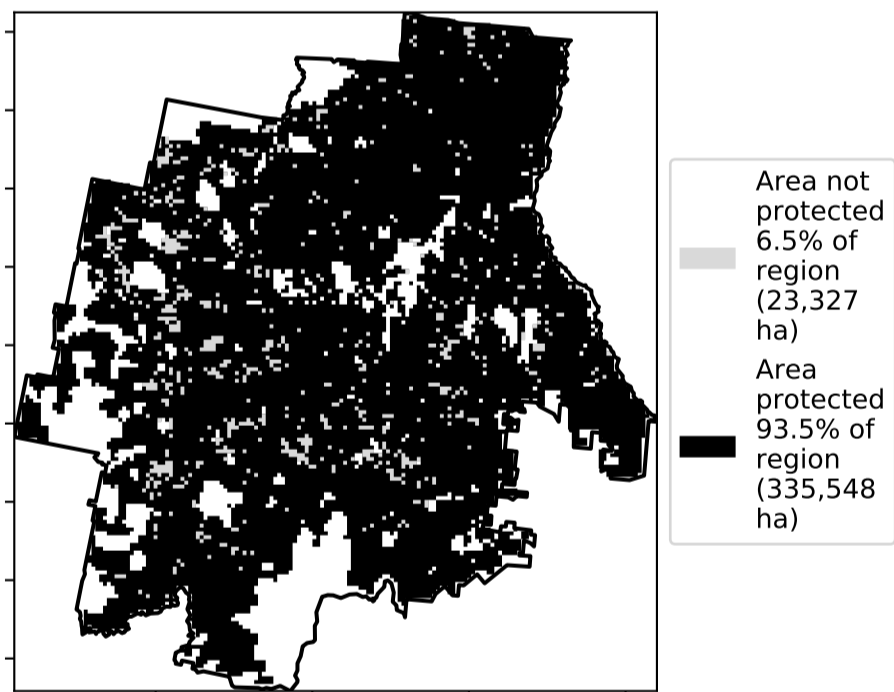 Area not
protected
6.5% of
region
(23,327
ha)
Area
protected
93.5% of
region
(335,548
ha)